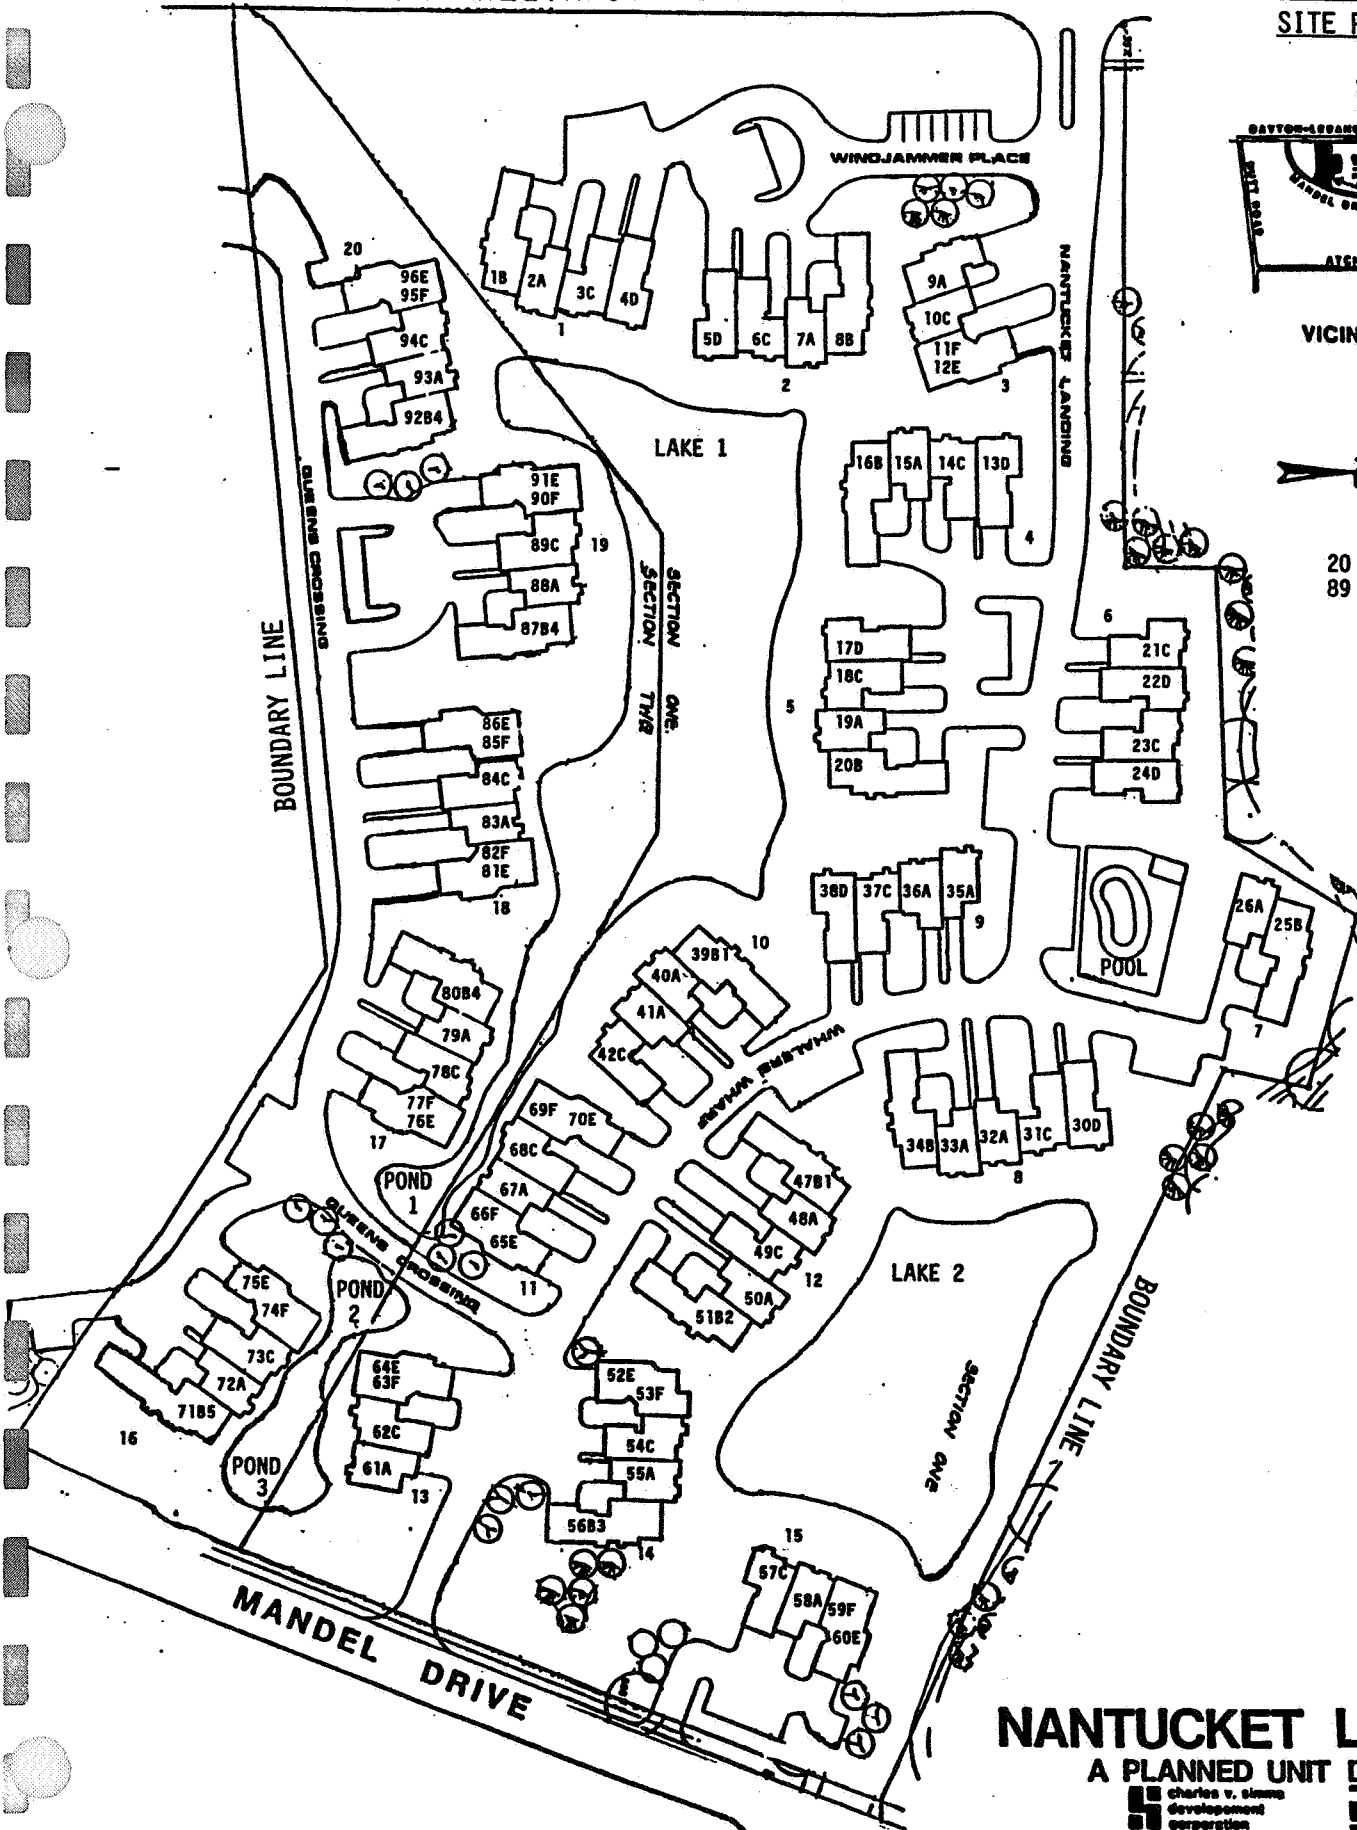 SITE
WINDJAMMER PLACE
MANDEL
VICIN
20
96E
95F
94C
93A
92B4
1B
2A
3C
4D
1
5D
6C
7A
8B
2
9A
10C
11F
12E
3
NANTUCKET LANDING
LAKE 1
16B
15A
14C
13D
4
QUEENS CROSSING
91E
90F
89C
88A
87B4
19
20
89
BOUNDARY LINE
SECTION ONE
SECTION TWO
17D
18C
19A
20B
5
6
21C
22D
23C
24D
86E
85F
84C
83A
82F
81E
18
38D
37C
36A
35A
9
POOL
26A
25B
7
39B1
40A
41A
42C
10
WHALERS WHARF
80B4
79A
78C
77F
76E
17
34B
33A
32A
31C
30D
8
69F
70E
68C
67A
66F
65E
11
47B1
48A
49C
50A
51B2
12
POND
1
QUEENS CROSSING
LAKE 2
BOUNDARY LINE
SECTION ONE
75E
74F
73C
72A
71B5
16
POND
2
POND
3
64E
63F
62C
61A
13
52E
53F
54C
55A
56B3
14
15
57C
58A
59F
60E
MANDEL DRIVE
NANTUCKET L
A PLANNED UNIT
charles v. simms
development
corporation